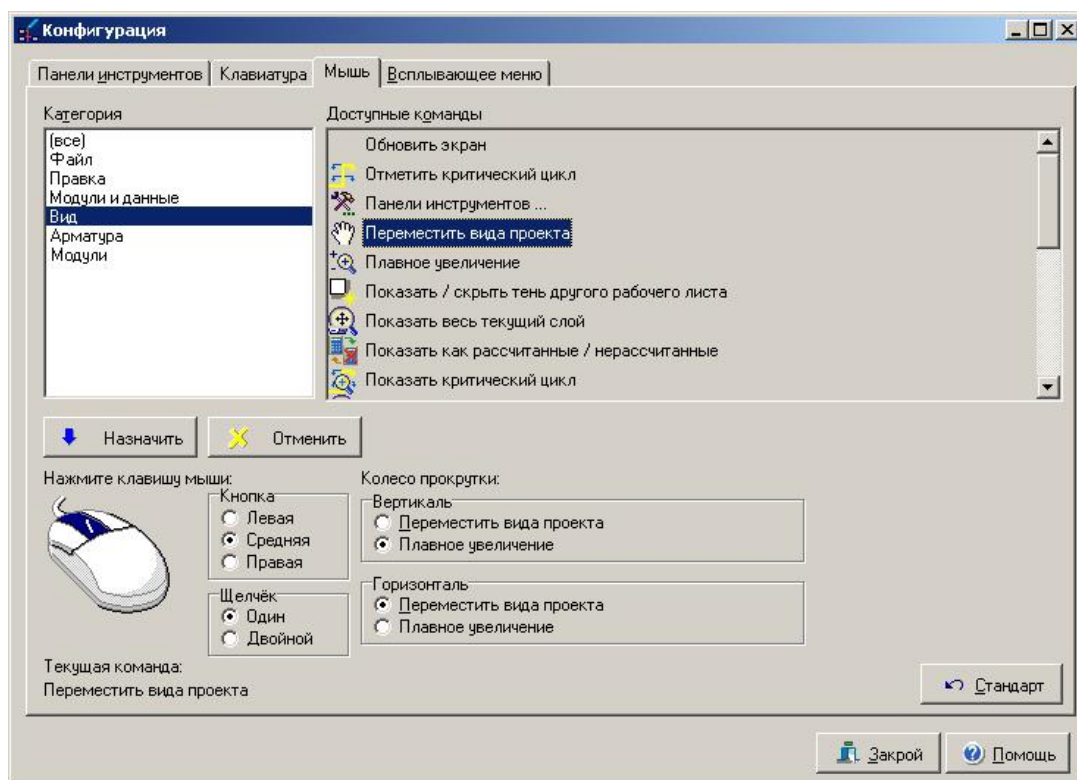 Конфигурация
Панели инструментов
Клавиатура
Мышь
Всплывающее меню
Категория
(все)
Файл
Правка
Модули и данные
Вид
Арматура
Модули
Доступные команды
Обновить экран
Отметить критический цикл
Панели инструментов ...
Переместить вида проекта
Плавное увеличение
Показать / скрыть тень другого рабочего листа
Показать весь текущий слой
Показать как рассчитанные / нерассчитанные
Показать критический цикл
Назначить
Отменить
Нажмите клавишу мыши:
Кнопка
Левая
Средняя
Правая
Щелчёк
Один
Двойной
Колесо прокрутки:
Вертикаль
Переместить вида проекта
Плавное увеличение
Горизонталь
Переместить вида проекта
Плавное увеличение
Текущая команда:
Переместить вида проекта
Стандарт
Закрой
Помощь